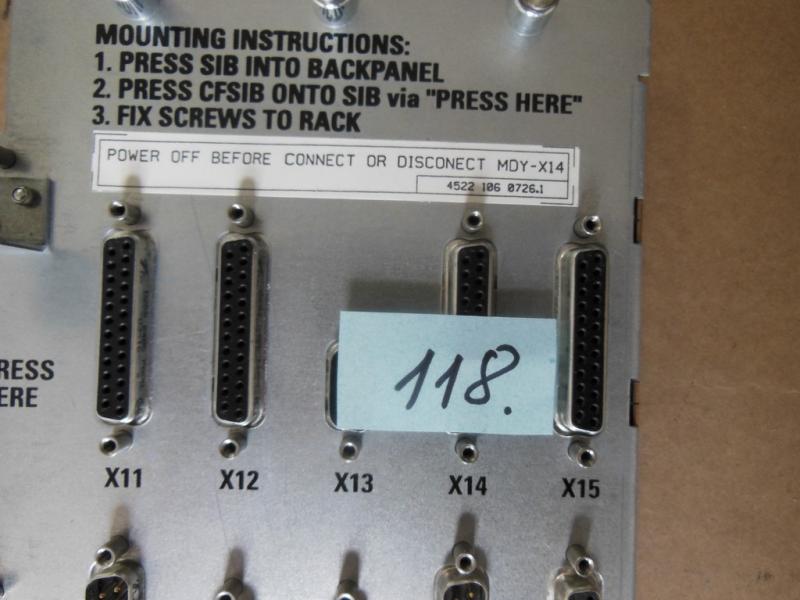 MOUNTING INSTRUCTIONS:
1. PRESS SIB INTO BACKPANEL
2. PRESS CFSIB ONTO SIB via "PRESS HERE"
3. FIX SCREWS TO RACK
POWER OFF BEFORE CONNECT OR DISCONECT MDY-X14
4522 106 0726.1
RESS
ERE
118.
X11 X12 X13 X14 X15